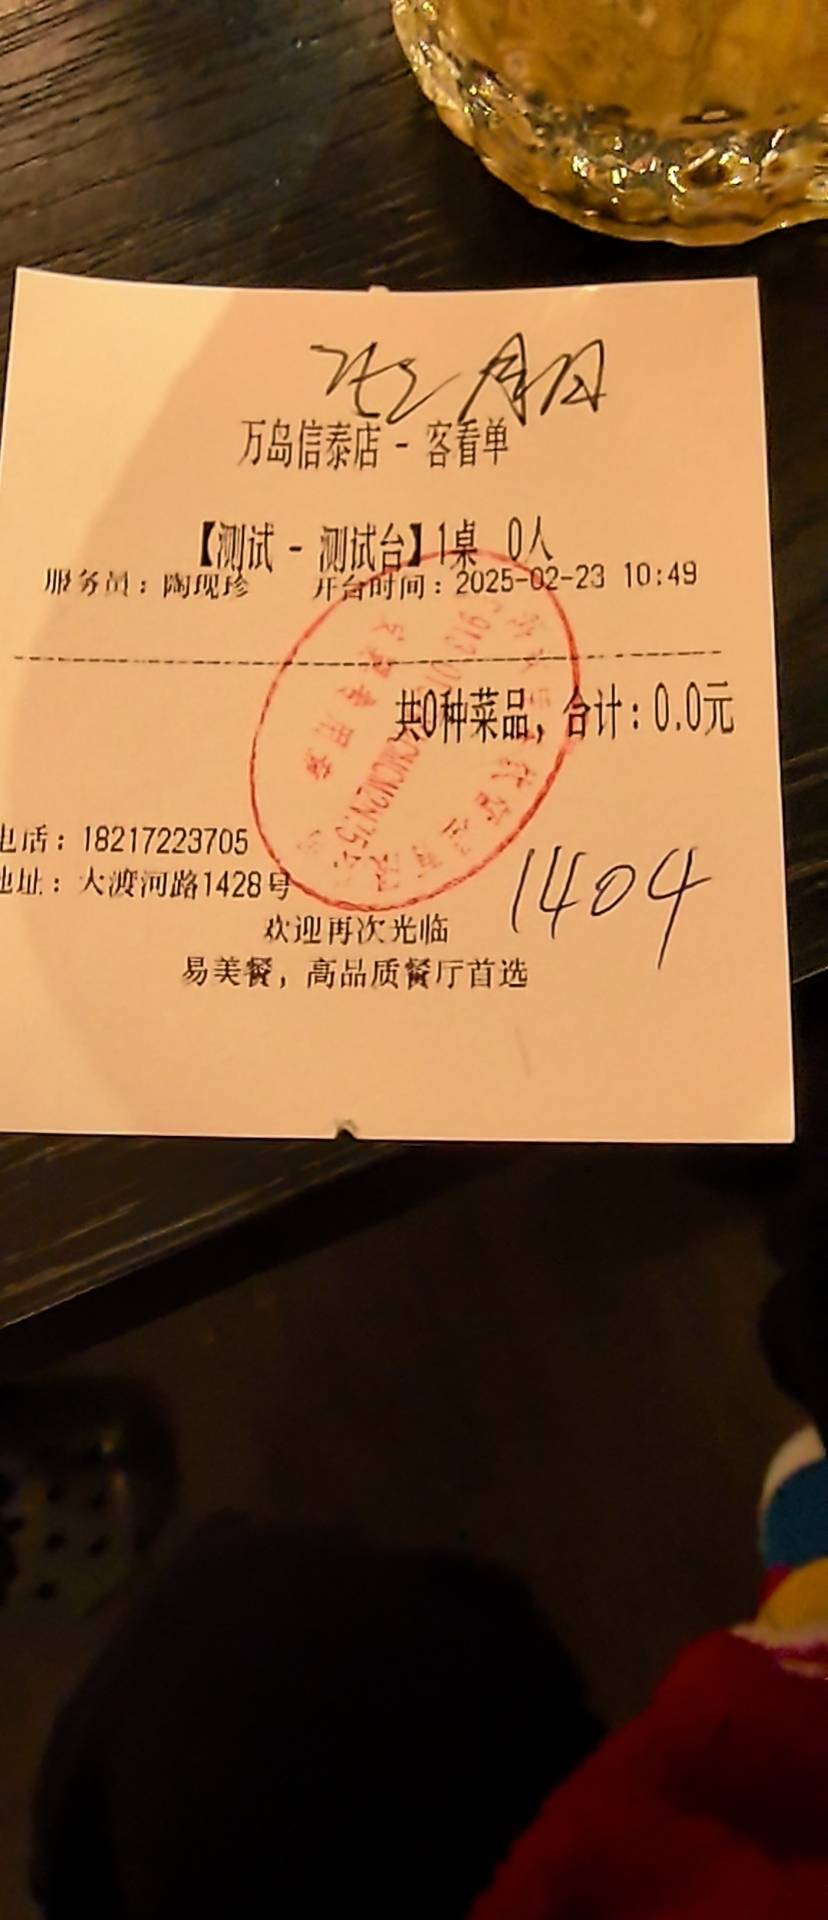 万岛信泰店 - 客看单
【测试 - 测试台】1桌 0人
服务员：陶现珍 开台时间：2025-02-23 10:49
共0种菜品，合计：0.0元
电话：18217223705
地址：大渡河路1428号
1404
欢迎再次光临
易美餐，高品质餐厅首选